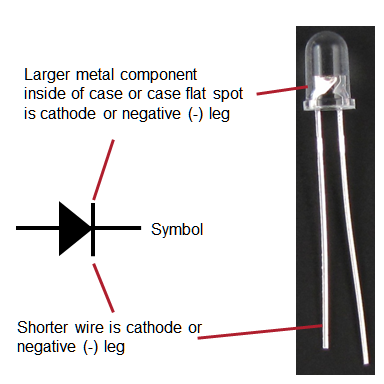 Larger metal component
inside of case or case flat spot
is cathode or negative (-) leg
Symbol
Shorter wire is cathode or
negative (-) leg